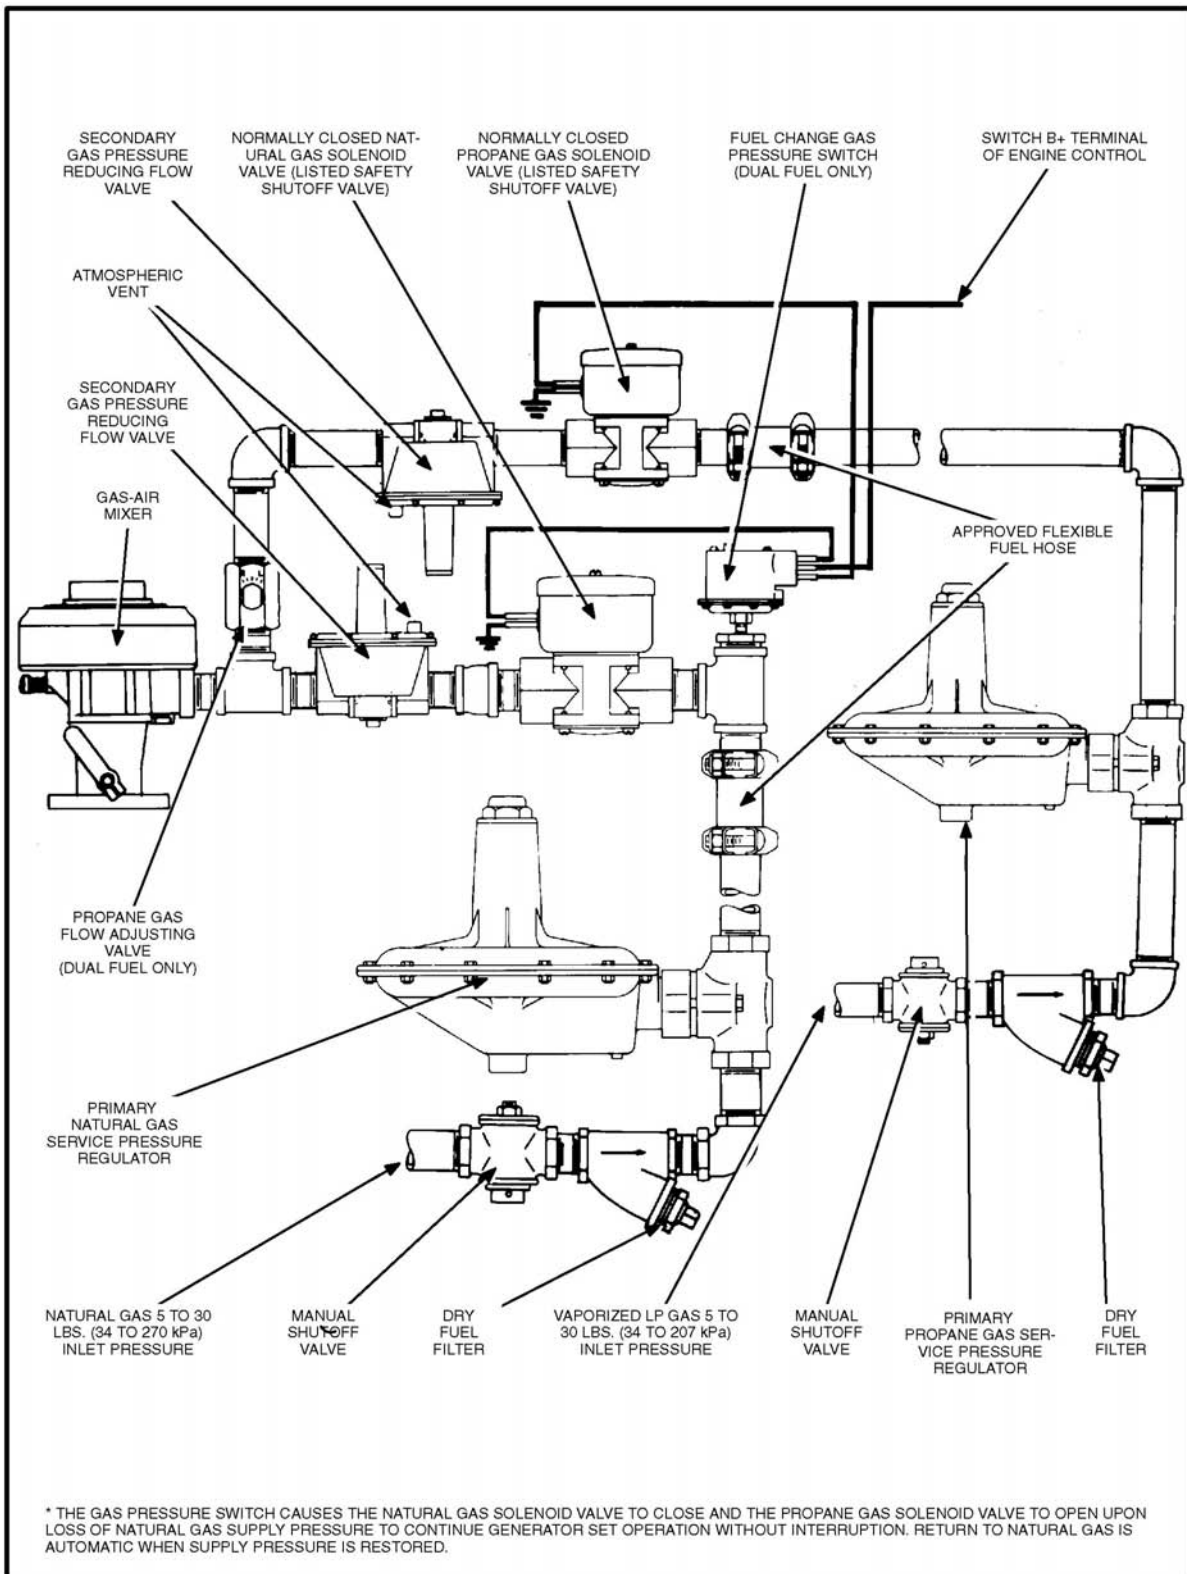 SECONDARY
GAS PRESSURE
REDUCING FLOW
VALVE
NORMALLY CLOSED NAT-
URAL GAS SOLENOID
VALVE (LISTED SAFETY
SHUTOFF VALVE)
NORMALLY CLOSED
PROPANE GAS SOLENOID
VALVE (LISTED SAFETY
SHUTOFF VALVE)
FUEL CHANGE GAS
PRESSURE SWITCH
(DUAL FUEL ONLY)
SWITCH B+ TERMINAL
OF ENGINE CONTROL
ATMOSPHERIC
VENT
SECONDARY
GAS PRESSURE
REDUCING
FLOW VALVE
GAS-AIR
MIXER
APPROVED FLEXIBLE
FUEL HOSE
PROPANE GAS
FLOW ADJUSTING
VALVE
(DUAL FUEL ONLY)
PRIMARY
NATURAL GAS
SERVICE PRESSURE
REGULATOR
NATURAL GAS 5 TO 30
LBS. (34 TO 270 kPa)
INLET PRESSURE
MANUAL
SHUTOFF
VALVE
DRY
FUEL
FILTER
VAPORIZED LP GAS 5 TO
30 LBS. (34 TO 207 kPa)
INLET PRESSURE
MANUAL
SHUTOFF
VALVE
PRIMARY
PROPANE GAS SER-
VICE PRESSURE
REGULATOR
DRY
FUEL
FILTER
* THE GAS PRESSURE SWITCH CAUSES THE NATURAL GAS SOLENOID VALVE TO CLOSE AND THE PROPANE GAS SOLENOID VALVE TO OPEN UPON
LOSS OF NATURAL GAS SUPPLY PRESSURE TO CONTINUE GENERATOR SET OPERATION WITHOUT INTERRUPTION. RETURN TO NATURAL GAS IS
AUTOMATIC WHEN SUPPLY PRESSURE IS RESTORED.